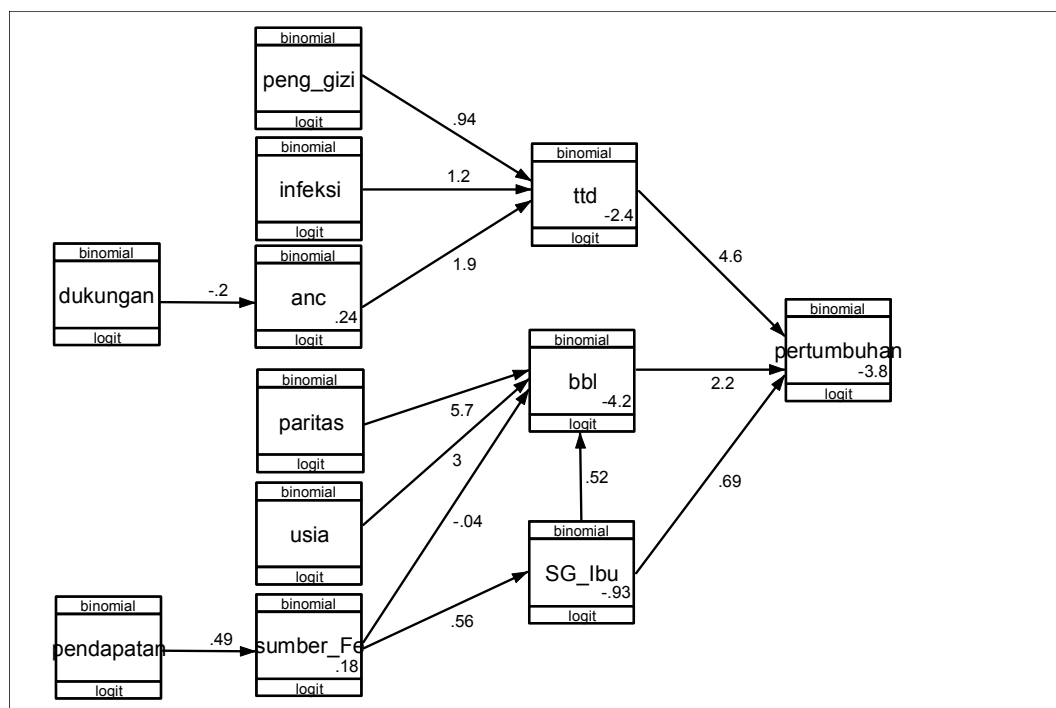 binomial
peng_gizi
logit
.94
binomial
infeksi
logit
1.2
binomial
ttd
-2.4
logit
binomial
dukungan
logit
-.2
binomial
anc
.24
logit
1.9
4.6
binomial
pertumbuhan
-3.8
logit
binomial
bbl
-4.2
logit
2.2
binomial
paritas
logit
5.7
binomial
usia
logit
3
-.04
.52
.69
binomial
SG_Ibu
-.93
logit
binomial
pendapatan
logit
.49
binomial
sumber_Fe
.18
logit
.56